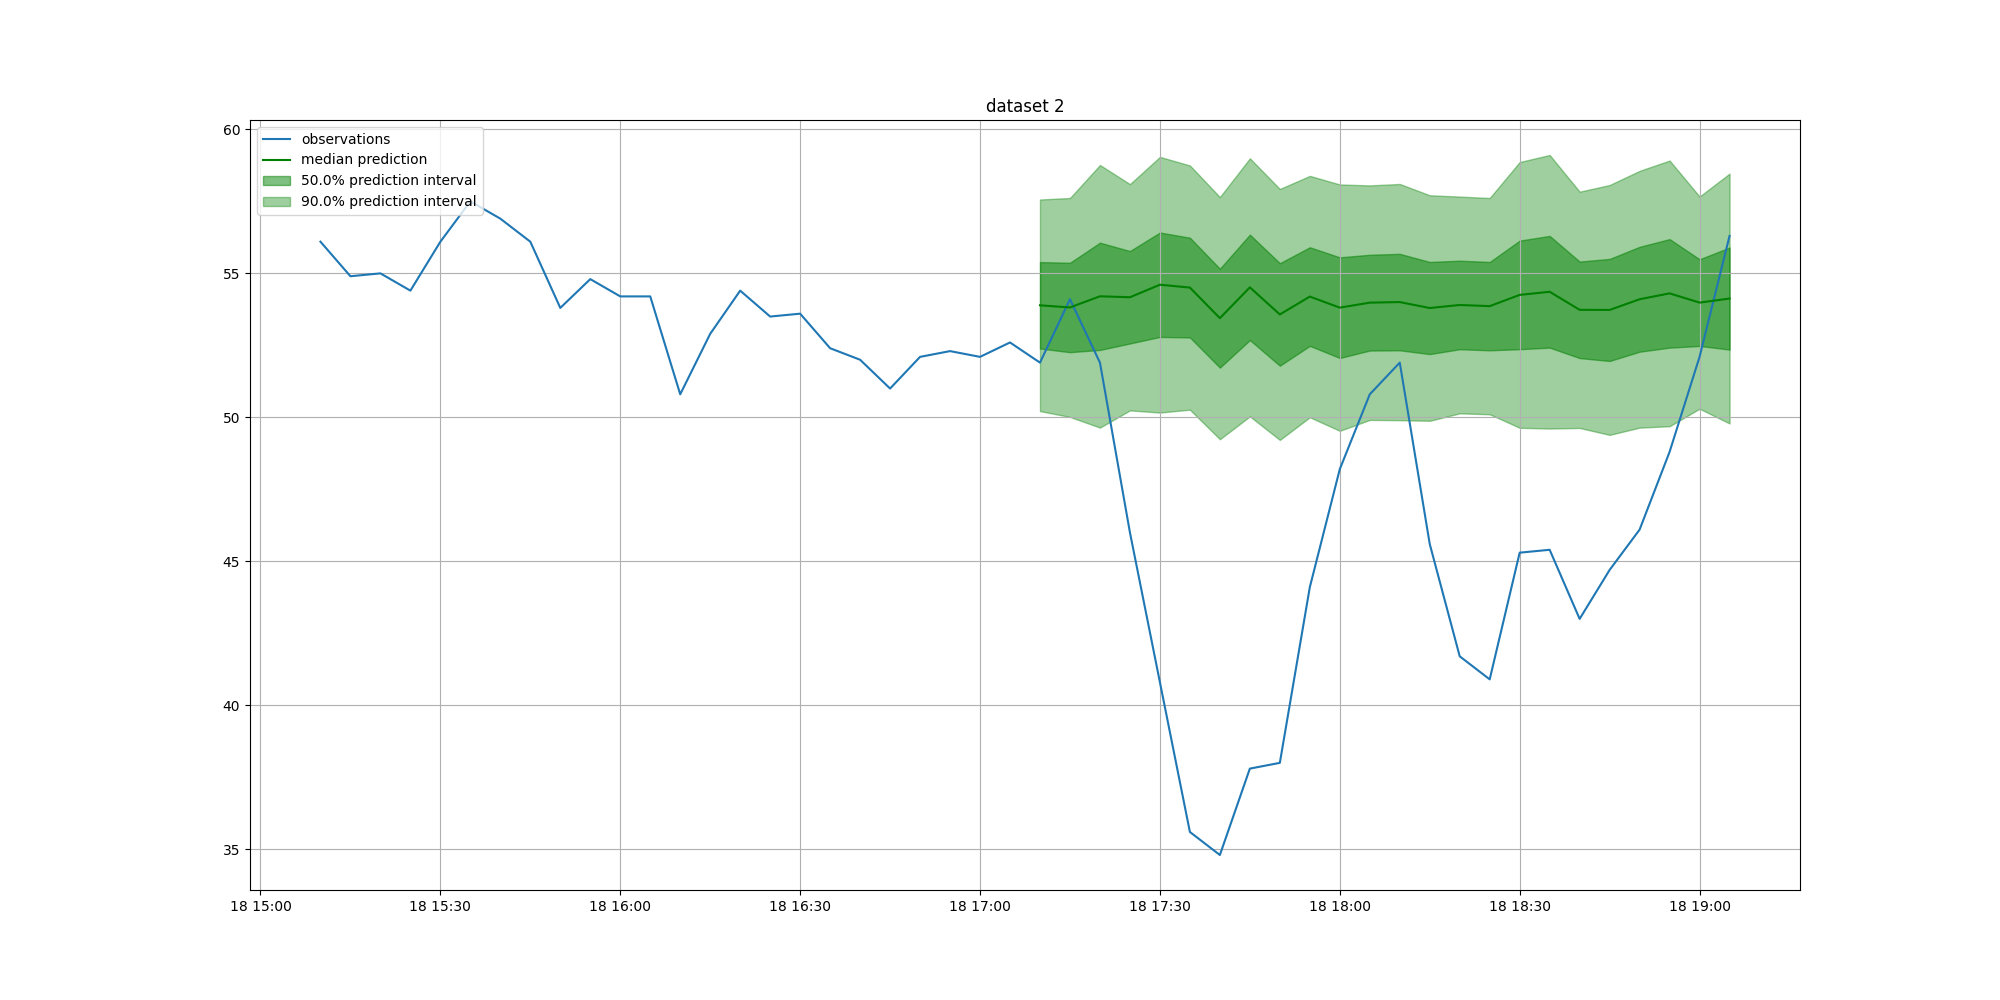 dataset 2
observations
median prediction
50.0% prediction interval
90.0% prediction interval
60
55
50
45
40
35
18 15:00 18 15:30 18 16:00 18 16:30 18 17:00 18 17:30 18 18:00 18 18:30 18 19:00